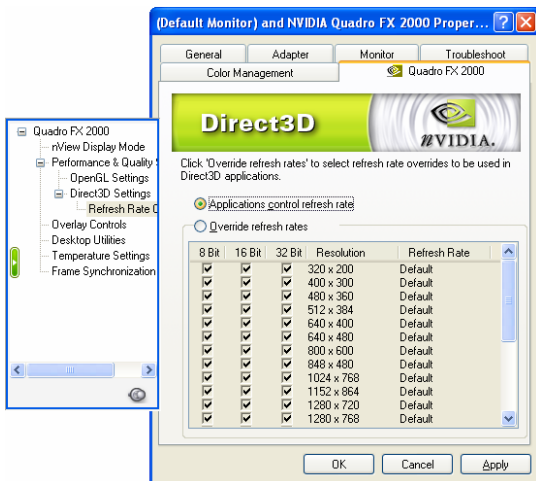 (Default Monitor) and NVIDIA Quadro FX 2000 Proper...
General Adapter Monitor Troubleshoot
Color Management Quadro FX 2000
Direct3D
nVIDIA.
Click 'Override refresh rates' to select refresh rate overrides to be used in
Direct3D applications.
Applications control refresh rate
Override refresh rates
8 Bit 16 Bit 32 Bit Resolution Refresh Rate
320 x 200 Default
400 x 300 Default
480 x 360 Default
512 x 384 Default
640 x 400 Default
640 x 480 Default
800 x 600 Default
848 x 480 Default
1024 x 768 Default
1152 x 864 Default
1280 x 720 Default
1280 x 768 Default
OK Cancel Apply
Quadro FX 2000
nView Display Mode
Performance & Quality S
OpenGL Settings
Direct3D Settings
Refresh Rate O
Overlay Controls
Desktop Utilities
Temperature Settings
Frame Synchronization